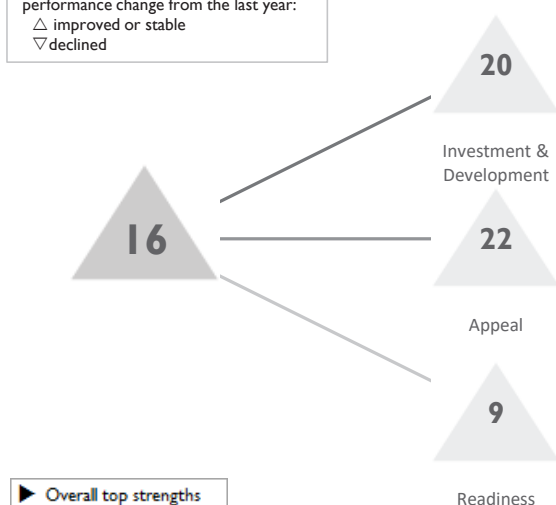 performance change from the last year:
△ improved or stable
▽ declined
20
Investment &
Development
16
22
Appeal
9
Readiness
▶ Overall top strengths